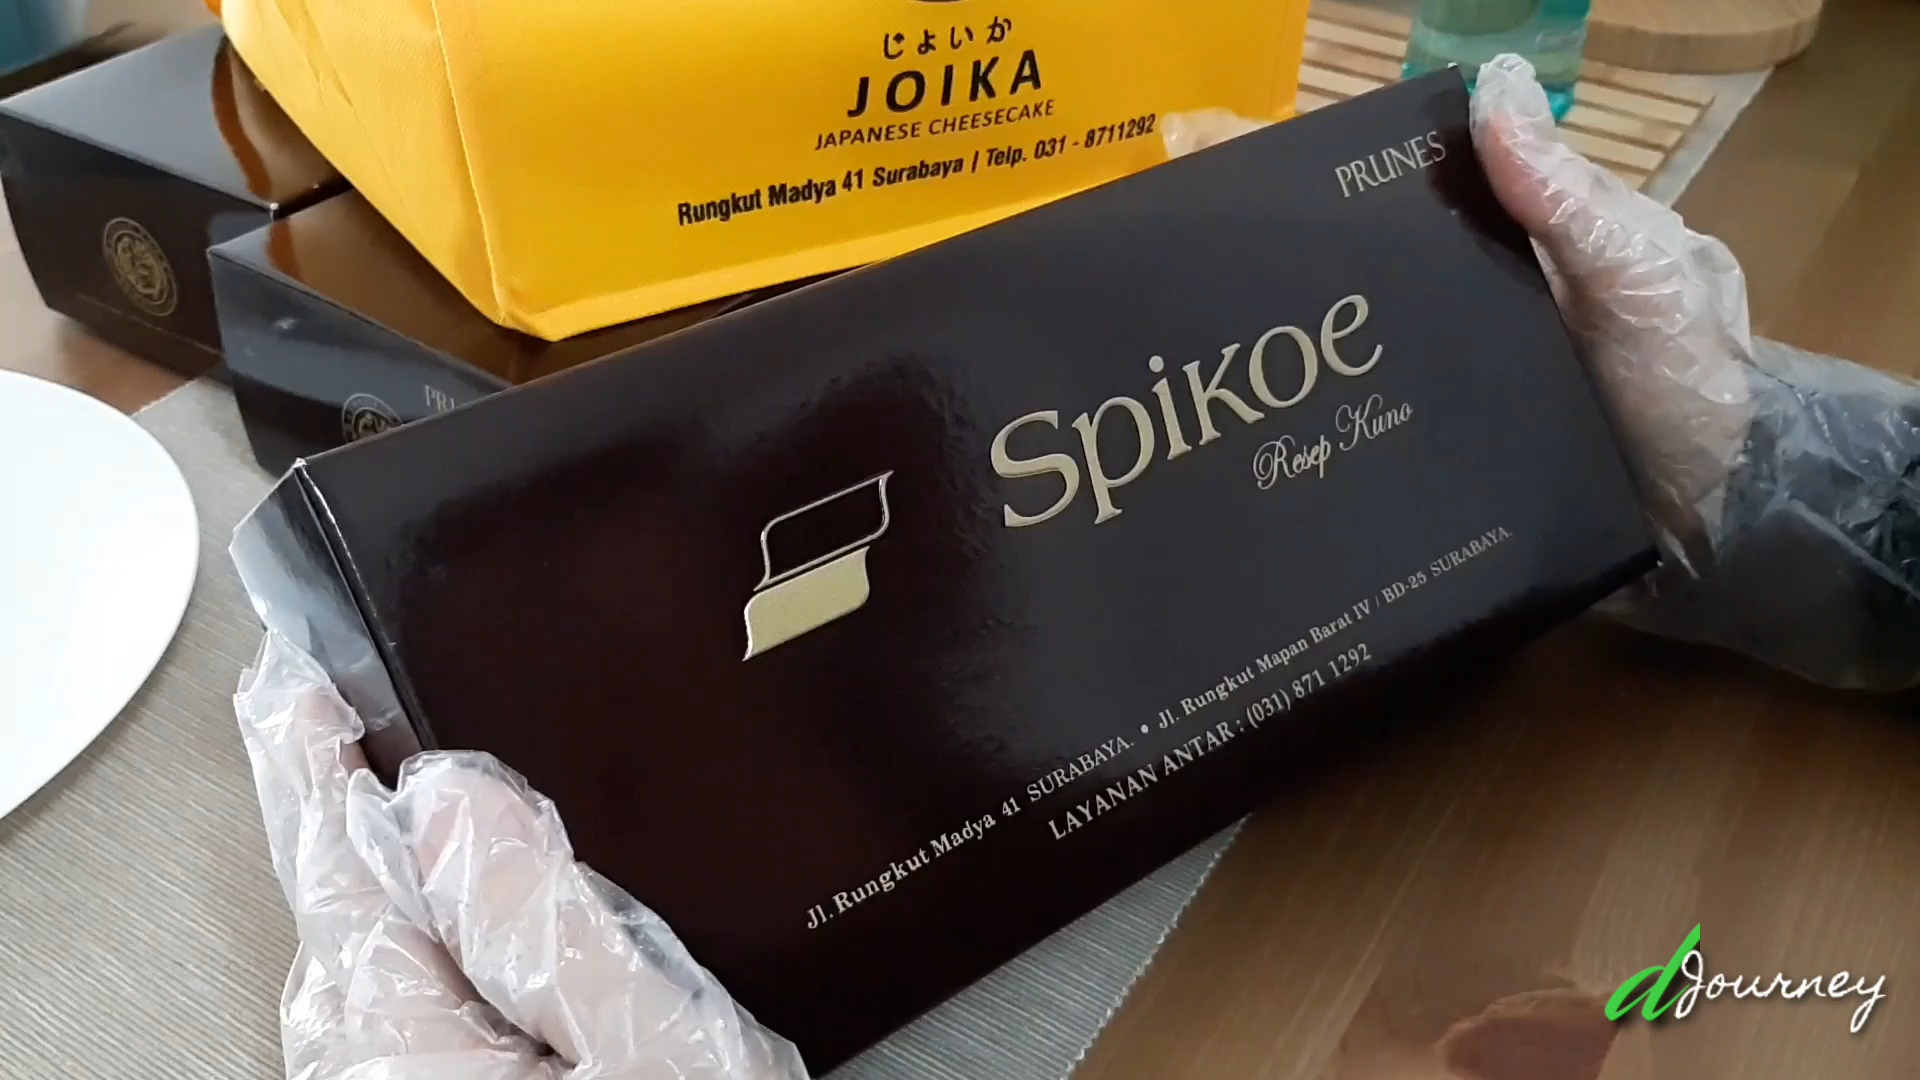 じょいか
JOIKA
JAPANESE CHEESECAKE
Rungkut Madya 41 Surabaya | Telp. 031 - 8711292
PRUNES
Spikoe
Resep Kuno
Jl. Rungkut Madya 41 SURABAYA. • Jl. Rungkut Mapan Barat IV / BD-25 SURABAYA.
LAYANAN ANTAR : (031) 871 1292
dJourney